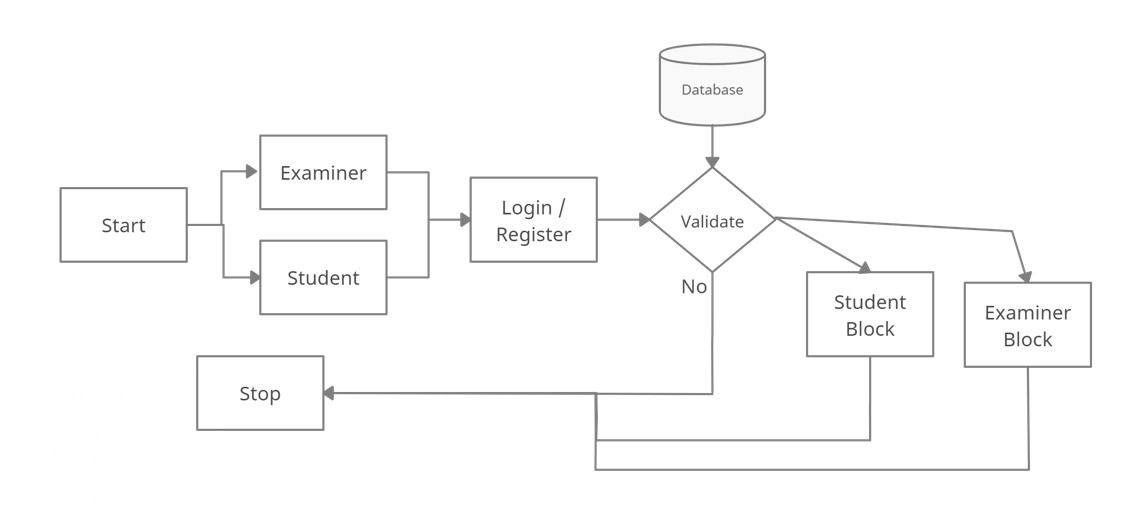 Database
Examiner
Start
Login /
Register
Validate
Student
No
Student
Block
Examiner
Block
Stop